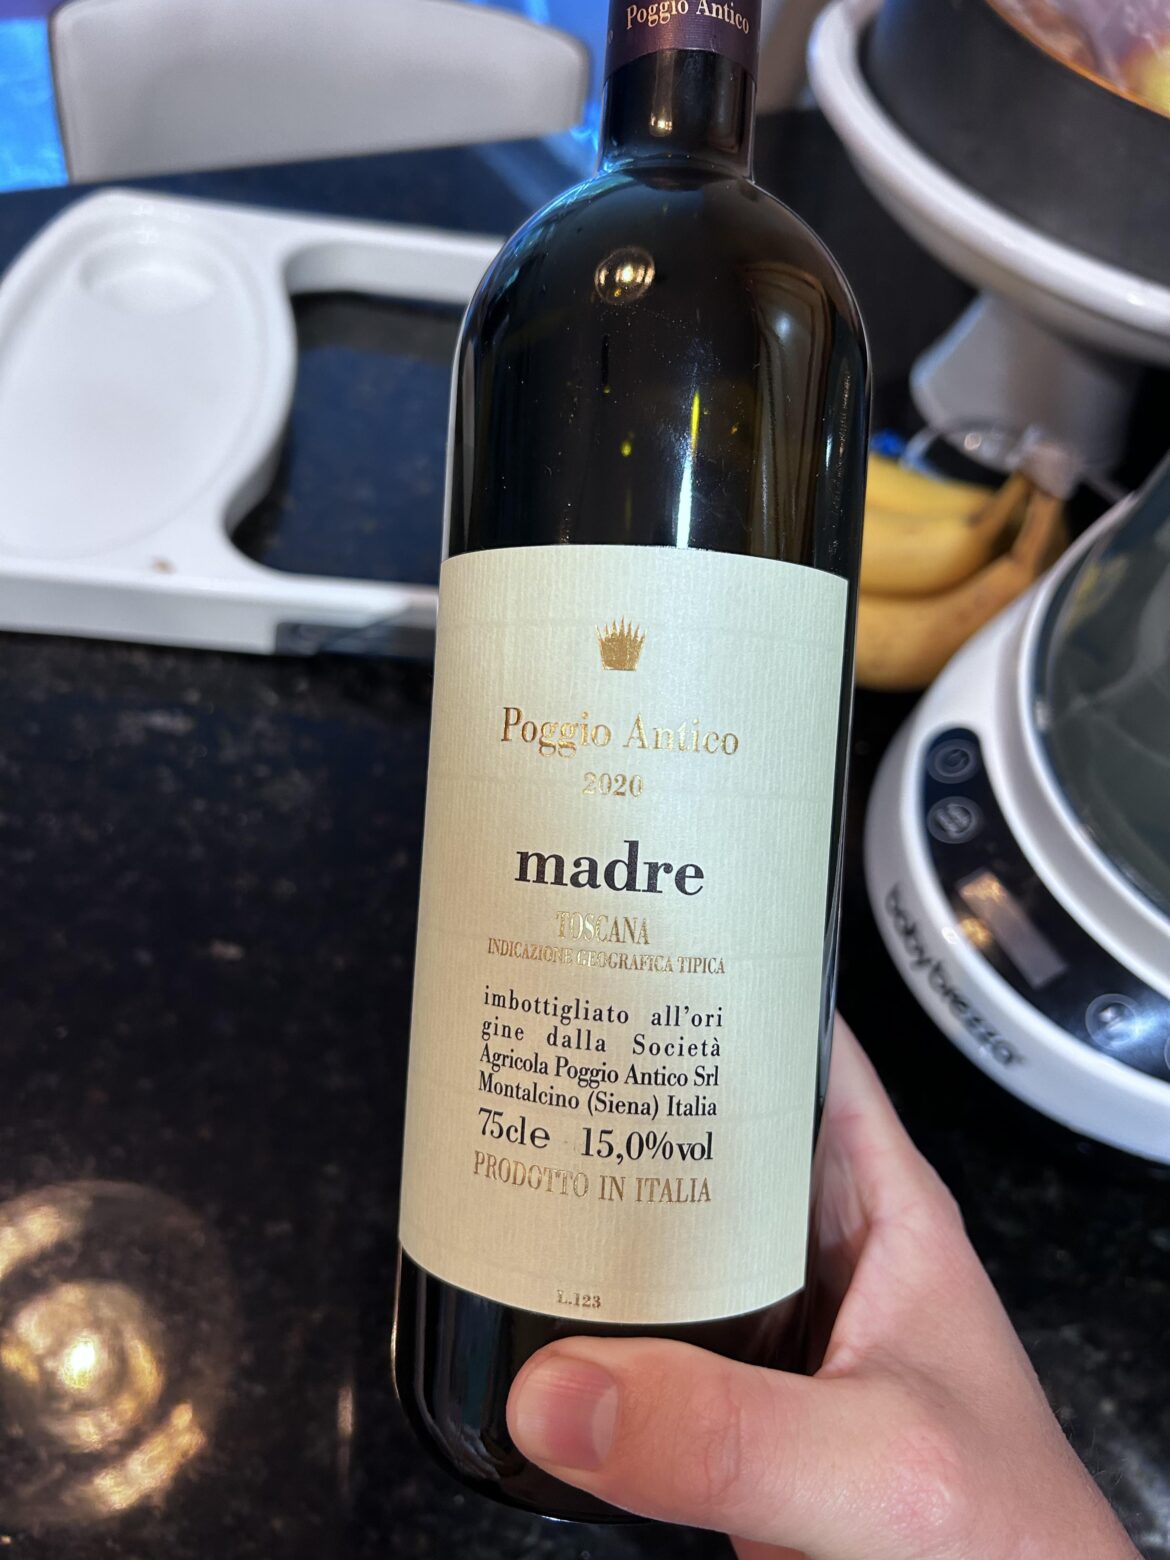 Poggio Antico
Poggio Antico
2020
madre
TOSCANA
INDICAZIONE GEOGRAFICA TIPICA
imbottigliato all'ori
gine dalla Società
Agricola Poggio Antico Srl
Montalcino (Siena) Italia
75cl e 15,0%vol
PRODOTTO IN ITALIA
L.123
babybrezza